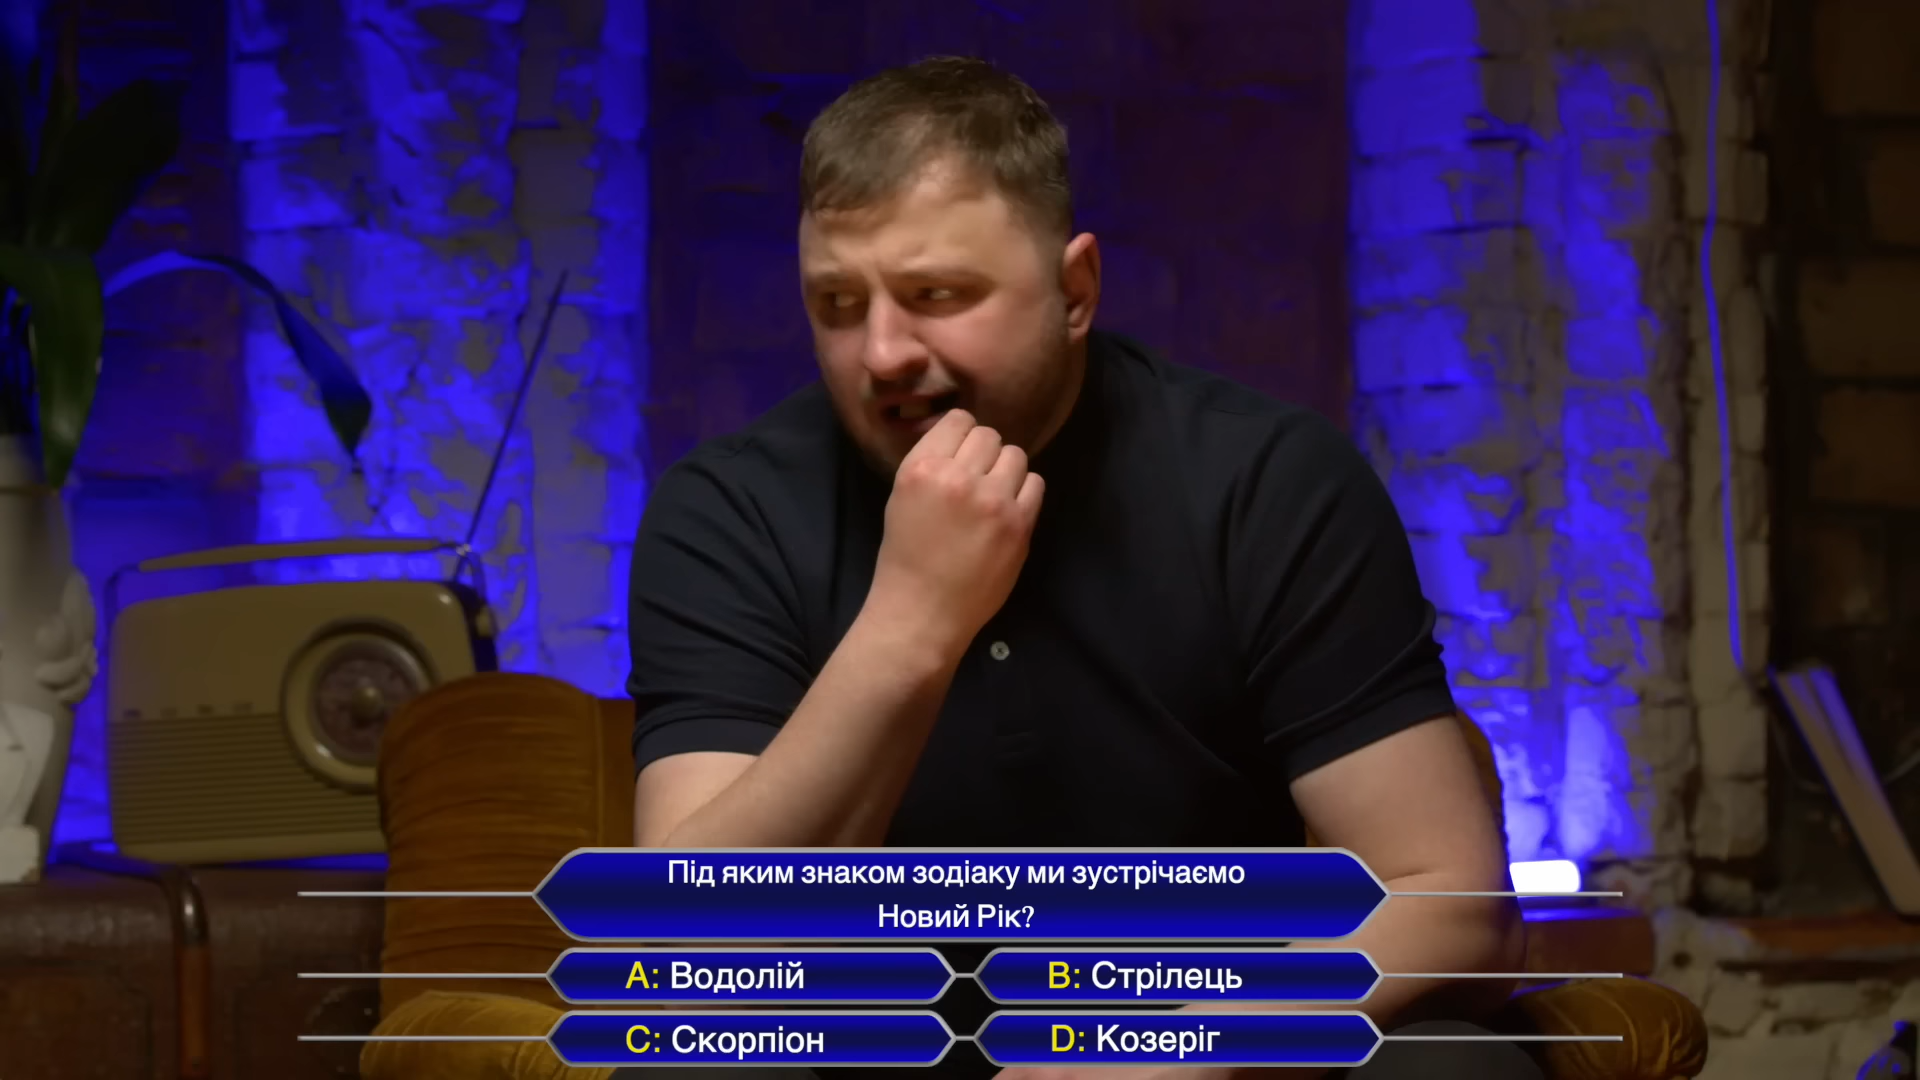 Під яким знаком зодіаку ми зустрічаємо
Новий Рік?
A: Водолій
B: Стрілець
C: Скорпіон
D: Козеріг